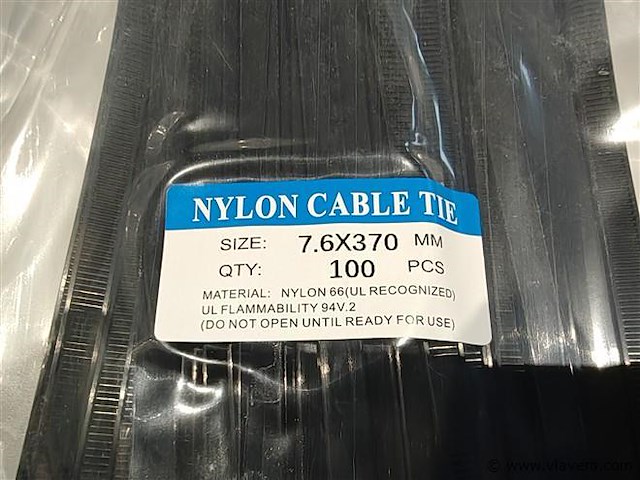 NYLON CABLE TIE
SIZE: 7.6X370 MM
QTY: 100 PCS
MATERIAL: NYLON 66(UL RECOGNIZED)
UL FLAMMABILITY 94V.2
(DO NOT OPEN UNTIL READY FOR USE)
© www.vlavem.com